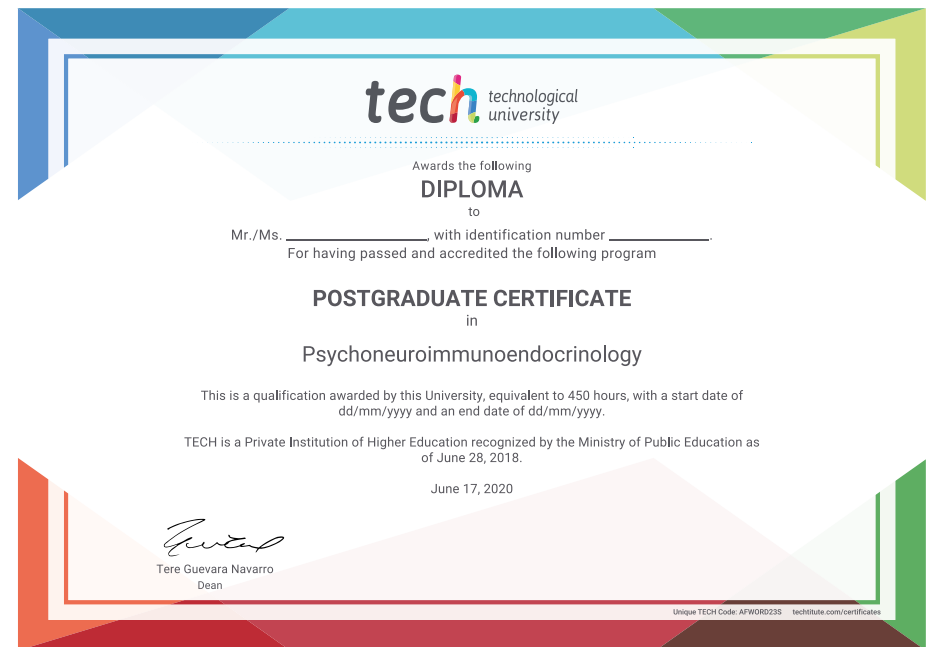 tech technological
university
Awards the following
DIPLOMA
to
Mr./Ms. ____________, with identification number ____________.
For having passed and accredited the following program
POSTGRADUATE CERTIFICATE
in
Psychoneuroimmunoendocrinology
This is a qualification awarded by this University, equivalent to 450 hours, with a start date of
dd/mm/yyyy and an end date of dd/mm/yyyy.
TECH is a Private Institution of Higher Education recognized by the Ministry of Public Education as
of June 28, 2018.
June 17, 2020
Tere Guevara Navarro
Dean
Unique TECH Code: AFWORD23S techtitute.com/certificates